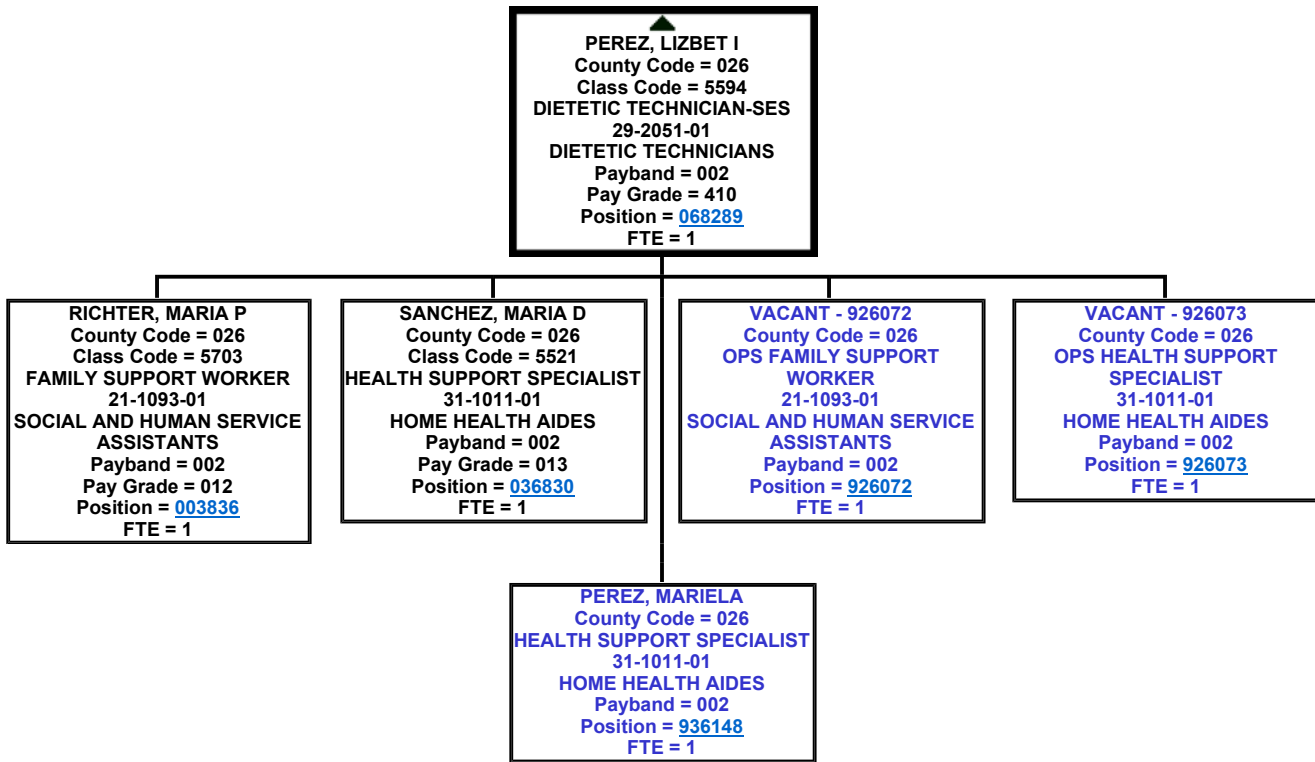 PEREZ, LIZBET I
County Code = 026
Class Code = 5594
DIETETIC TECHNICIAN-SES
29-2051-01
DIETETIC TECHNICIANS
Payband = 002
Pay Grade = 410
Position = 068289
FTE = 1
RICHTER, MARIA P
County Code = 026
Class Code = 5703
FAMILY SUPPORT WORKER
21-1093-01
SOCIAL AND HUMAN SERVICE
ASSISTANTS
Payband = 002
Pay Grade = 012
Position = 003836
FTE = 1
SANCHEZ, MARIA D
County Code = 026
Class Code = 5521
HEALTH SUPPORT SPECIALIST
31-1011-01
HOME HEALTH AIDES
Payband = 002
Pay Grade = 013
Position = 036830
FTE = 1
VACANT - 926072
County Code = 026
OPS FAMILY SUPPORT
WORKER
21-1093-01
SOCIAL AND HUMAN SERVICE
ASSISTANTS
Payband = 002
Position = 926072
FTE = 1
VACANT - 926073
County Code = 026
OPS HEALTH SUPPORT
SPECIALIST
31-1011-01
HOME HEALTH AIDES
Payband = 002
Position = 926073
FTE = 1
PEREZ, MARIELA
County Code = 026
HEALTH SUPPORT SPECIALIST
31-1011-01
HOME HEALTH AIDES
Payband = 002
Position = 936148
FTE = 1